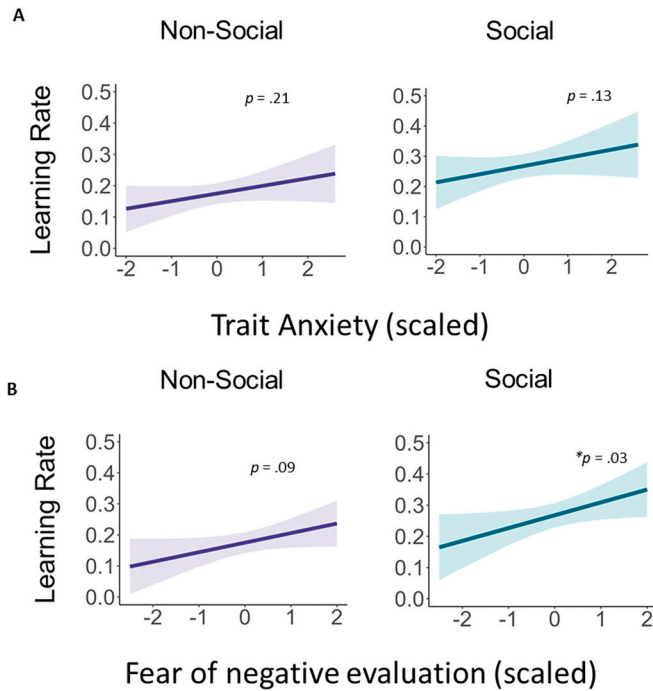 A
Non-Social Social
Learning Rate
0.5 0.4 0.3 0.2 0.1 0.0
-2 -1 0 1 2
p = .21
0.5 0.4 0.3 0.2 0.1 0.0
-2 -1 0 1 2
p = .13
Trait Anxiety (scaled)
B
Non-Social Social
Learning Rate
0.5 0.4 0.3 0.2 0.1 0.0
-2 -1 0 1 2
p = .09
0.5 0.4 0.3 0.2 0.1 0.0
-2 -1 0 1 2
*p = .03
Fear of negative evaluation (scaled)